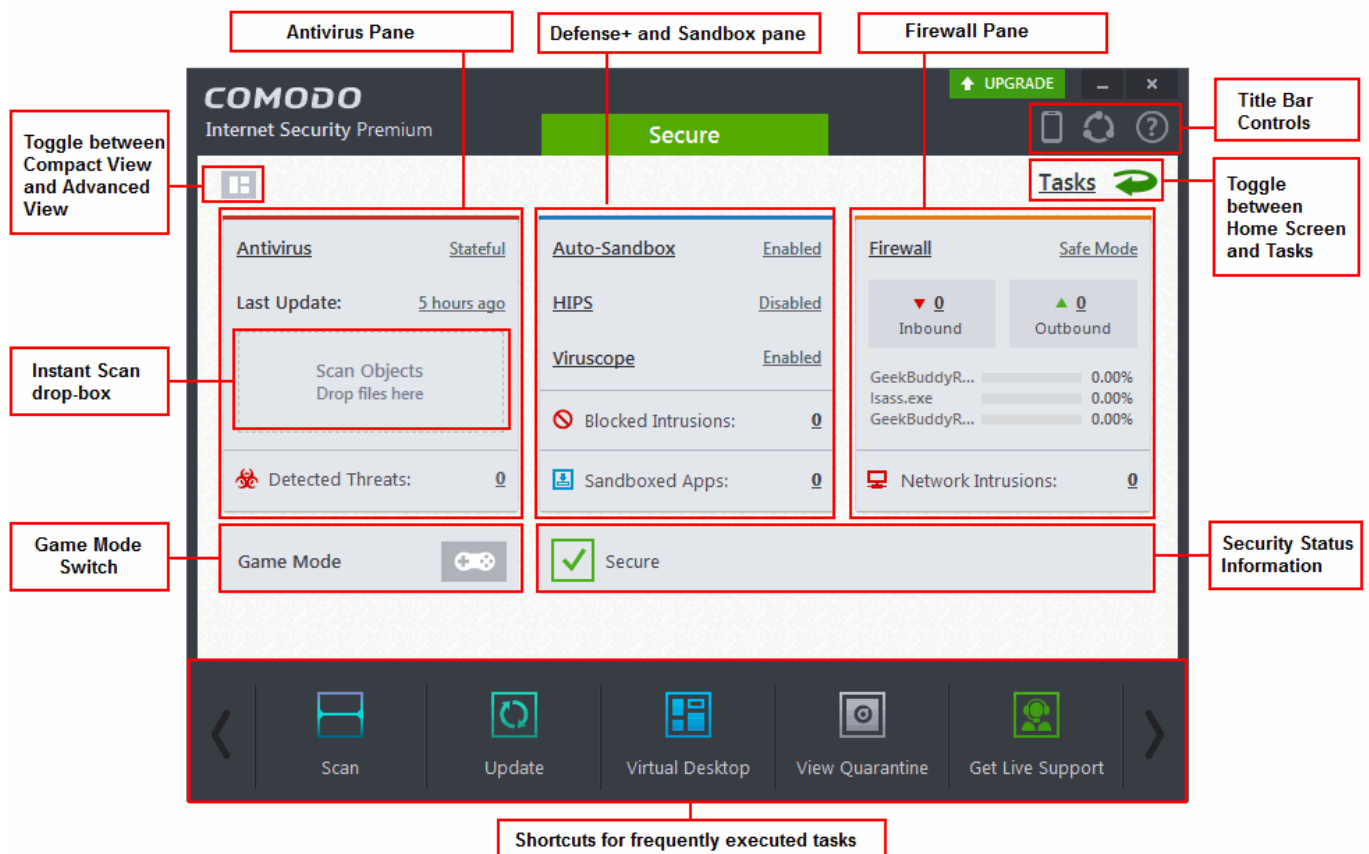 Antivirus Pane
Defense+ and Sandbox pane
Firewall Pane
UPGRADE
COMODO
Internet Security Premium
Secure
Title Bar
Controls
Toggle between
Compact View
and Advanced
View
Tasks
Toggle
between
Home Screen
and Tasks
Antivirus
Stateful
Last Update:
5 hours ago
Scan Objects
Drop files here
Detected Threats:
0
Auto-Sandbox
Enabled
HIPS
Disabled
Viruscope
Enabled
Blocked Intrusions:
0
Sandboxed Apps:
0
Firewall
Safe Mode
0
Inbound
0
Outbound
GeekBuddyR...
0.00%
lsass.exe
0.00%
GeekBuddyR...
0.00%
Network Intrusions:
0
Instant Scan
drop-box
Game Mode
Switch
Game Mode
Secure
Security Status
Information
Scan
Update
Virtual Desktop
View Quarantine
Get Live Support
Shortcuts for frequently executed tasks